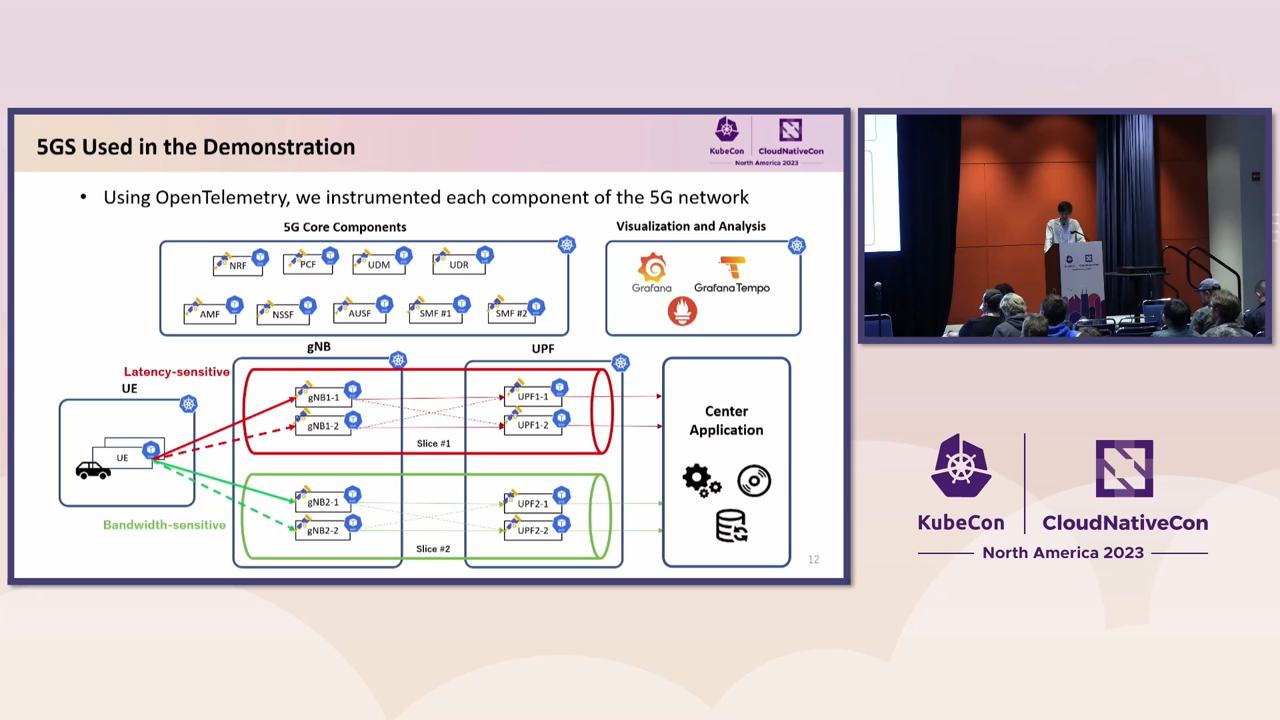 5GS Used in the Demonstration
KubeCon
CloudNativeCon
North America 2023
• Using OpenTelemetry, we instrumented each component of the 5G network
5G Core Components
Visualization and Analysis
NRF
PCF
UDM
UDR
Grafana
Grafana Tempo
AMF
NSSF
AUSF
SMF #1
SMF #2
gNB
UPF
Latency-sensitive
UE
gNB1-1
gNB1-2
UPF1-1
UPF1-2
Slice #1
Center
Application
UE
gNB2-1
gNB2-2
UPF2-1
UPF2-2
Bandwidth-sensitive
Slice #2
12
KubeCon
CloudNativeCon
North America 2023